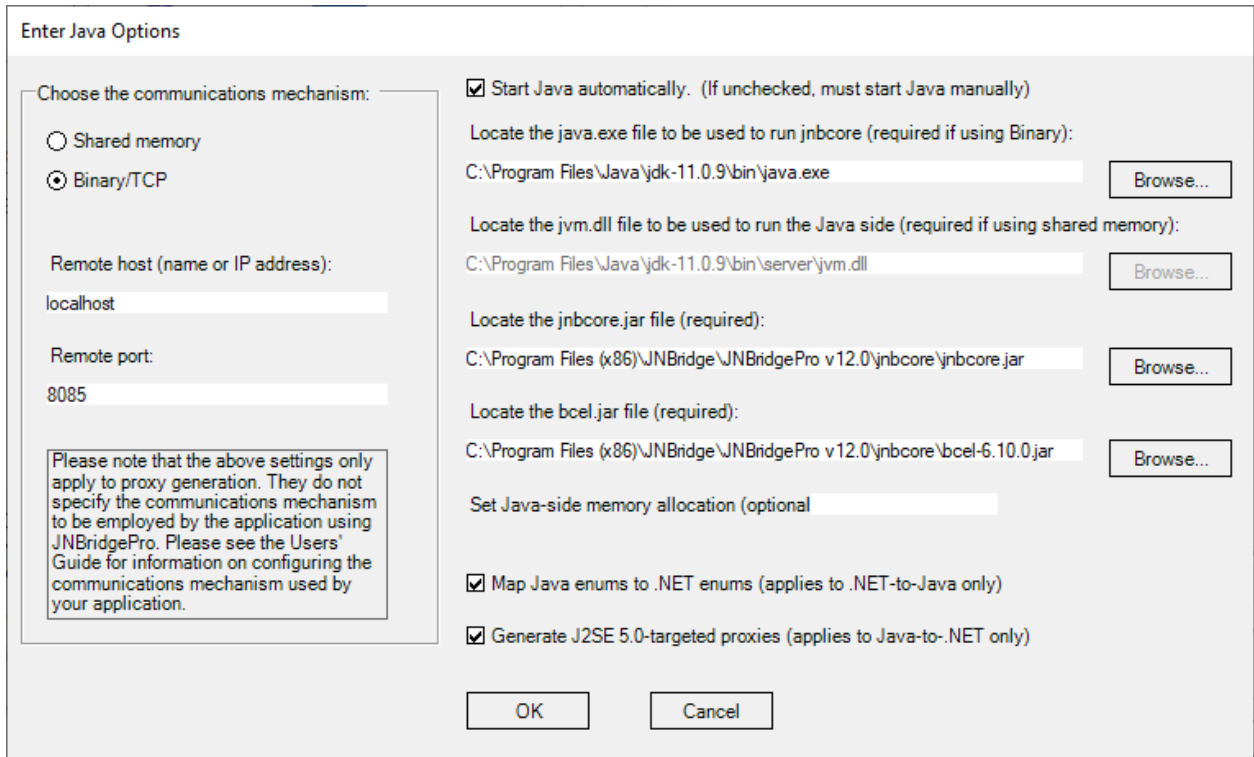 Enter Java Options
Choose the communications mechanism:
Shared memory
Binary/TCP
Remote host (name or IP address):
localhost
Remote port:
8085
Please note that the above settings only
apply to proxy generation. They do not
specify the communications mechanism
to be employed by the application using
JNBridgePro. Please see the Users'
Guide for information on configuring the
communications mechanism used by
your application.
Start Java automatically.  (If unchecked, must start Java manually)
Locate the java.exe file to be used to run jnbcore (required if using Binary):
C:\Program Files\Java\jdk-11.0.9\bin\java.exe
Browse...
Locate the jvm.dll file to be used to run the Java side (required if using shared memory):
C:\Program Files\Java\jdk-11.0.9\bin\server\jvm.dll
Browse...
Locate the jnbcore.jar file (required):
C:\Program Files (x86)\JNBridge\JNBridgePro v12.0\jnbcore\jnbcore.jar
Browse...
Locate the bcel.jar file (required):
C:\Program Files (x86)\JNBridge\JNBridgePro v12.0\jnbcore\bcel-6.10.0.jar
Browse...
Set Java-side memory allocation (optional
Map Java enums to .NET enums (applies to .NET-to-Java only)
Generate J2SE 5.0-targeted proxies (applies to Java-to-.NET only)
OK
Cancel